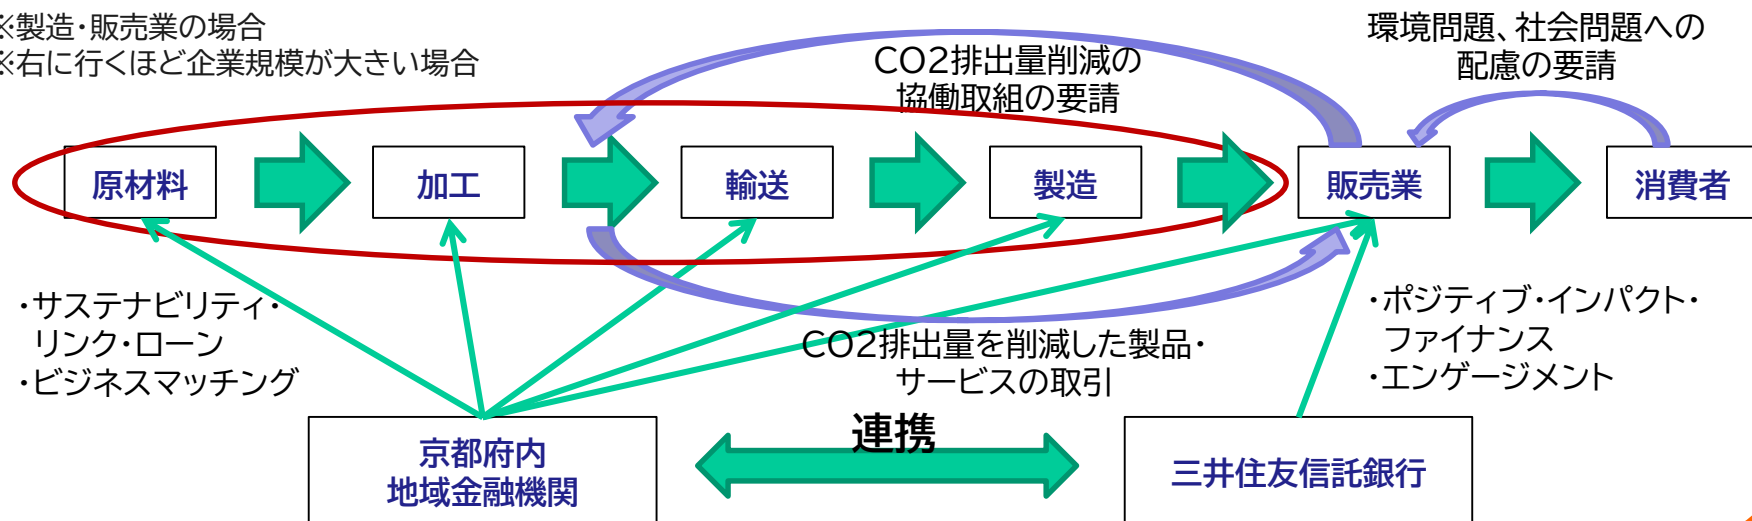 ※製造・販売業の場合
※右に行くほど企業規模が大きい場合
CO2排出量削減の
協働取組の要請
環境問題、社会問題への
配慮の要請
原材料
加工
輸送
製造
販売業
消費者
・サステナビリティ・
リンク・ローン
・ビジネスマッチング
CO2排出量を削減した製品・
サービスの取引
・ポジティブ・インパクト・
ファイナンス
・エンゲージメント
京都府内
地域金融機関
連携
三井住友信託銀行